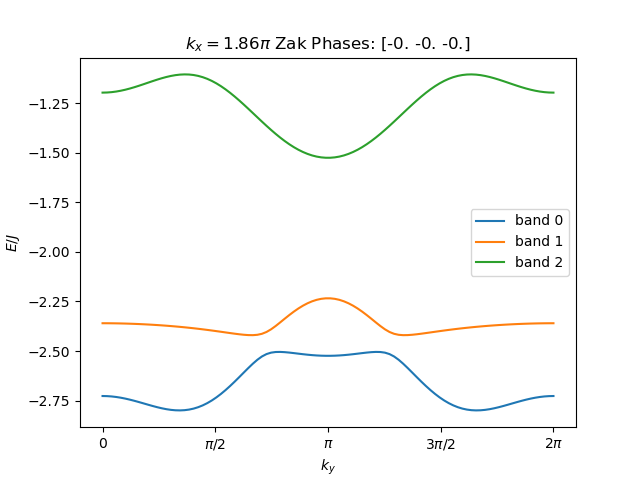 $k_x = 1.86\pi$ Zak Phases: [-0. -0. -0.]
−1.25
−1.50
−1.75
−2.00
−2.25
−2.50
−2.75
E/J
band 0
band 1
band 2
0
π/2
π
3π/2
2π
$k_y$